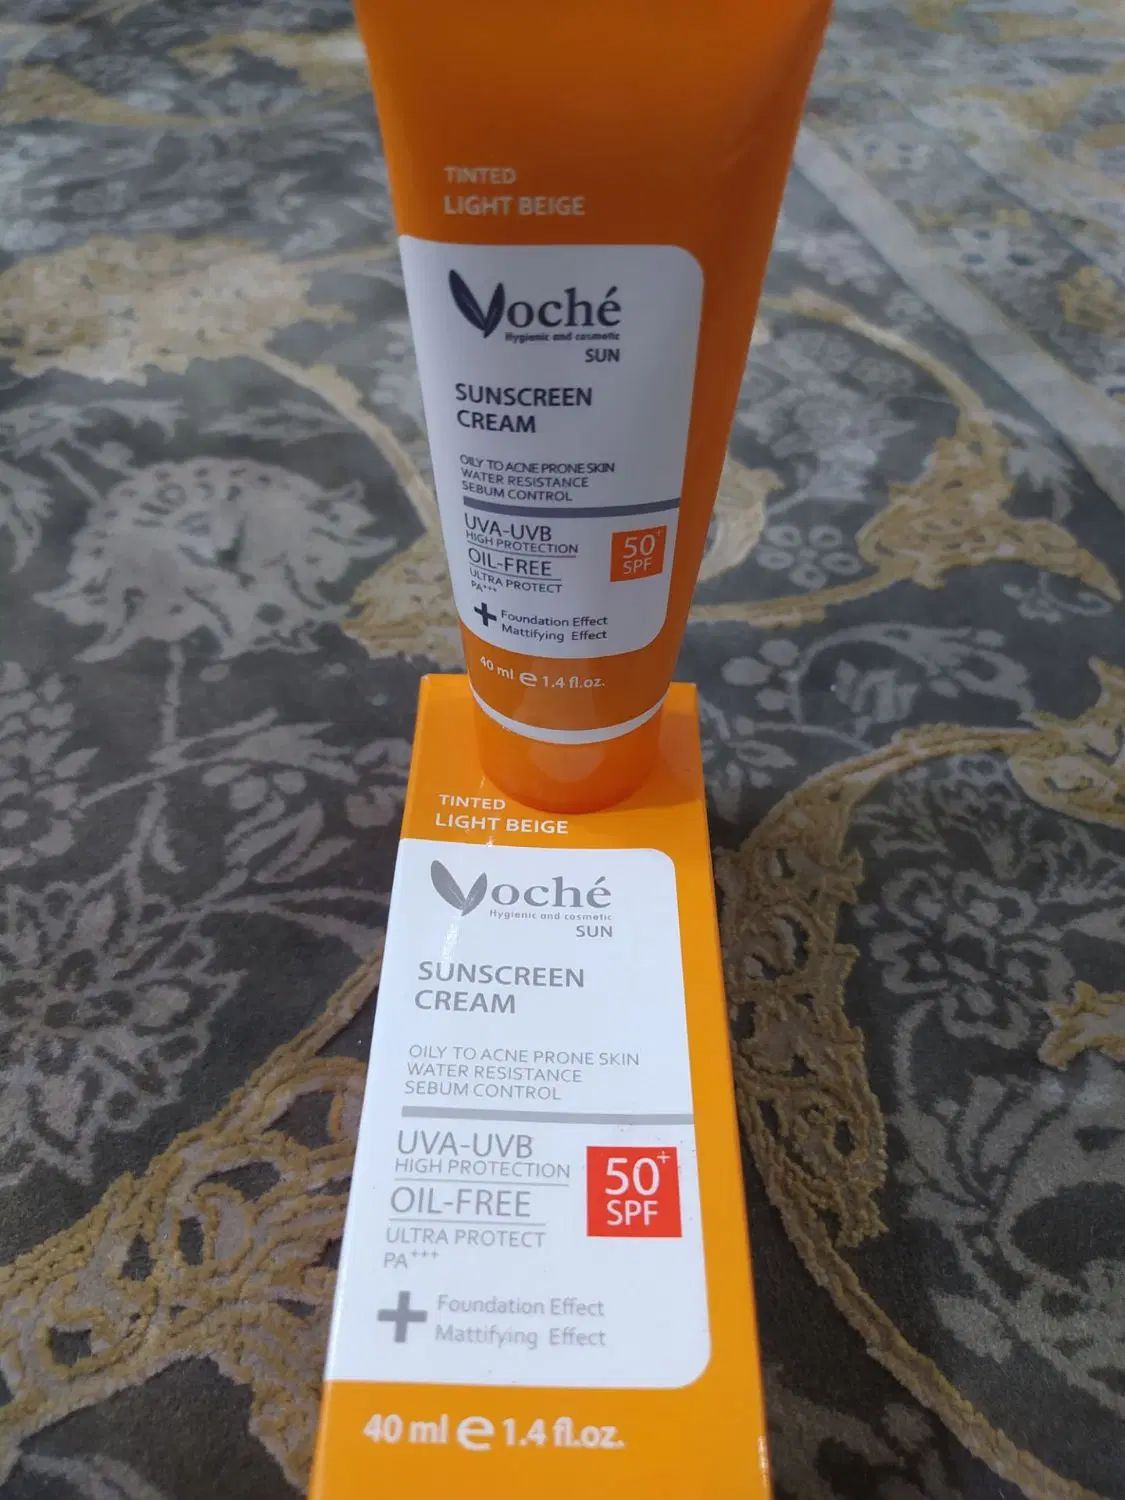 TINTED
LIGHT BEIGE
Voché
Hygienic and cosmetic
SUN
SUNSCREEN
CREAM
OILY TO ACNE PRONE SKIN
WATER RESISTANCE
SEBUM CONTROL
UVA-UVB
HIGH PROTECTION
OIL-FREE
ULTRA PROTECT
PA+++
50+
SPF
+ Foundation Effect
Mattifying Effect
40 ml e 1.4 fl.oz.
TINTED
LIGHT BEIGE
Voché
Hygienic and cosmetic
SUN
SUNSCREEN
CREAM
OILY TO ACNE PRONE SKIN
WATER RESISTANCE
SEBUM CONTROL
UVA-UVB
HIGH PROTECTION
OIL-FREE
ULTRA PROTECT
PA+++
50+
SPF
+ Foundation Effect
Mattifying Effect
40 ml e 1.4 fl.oz.